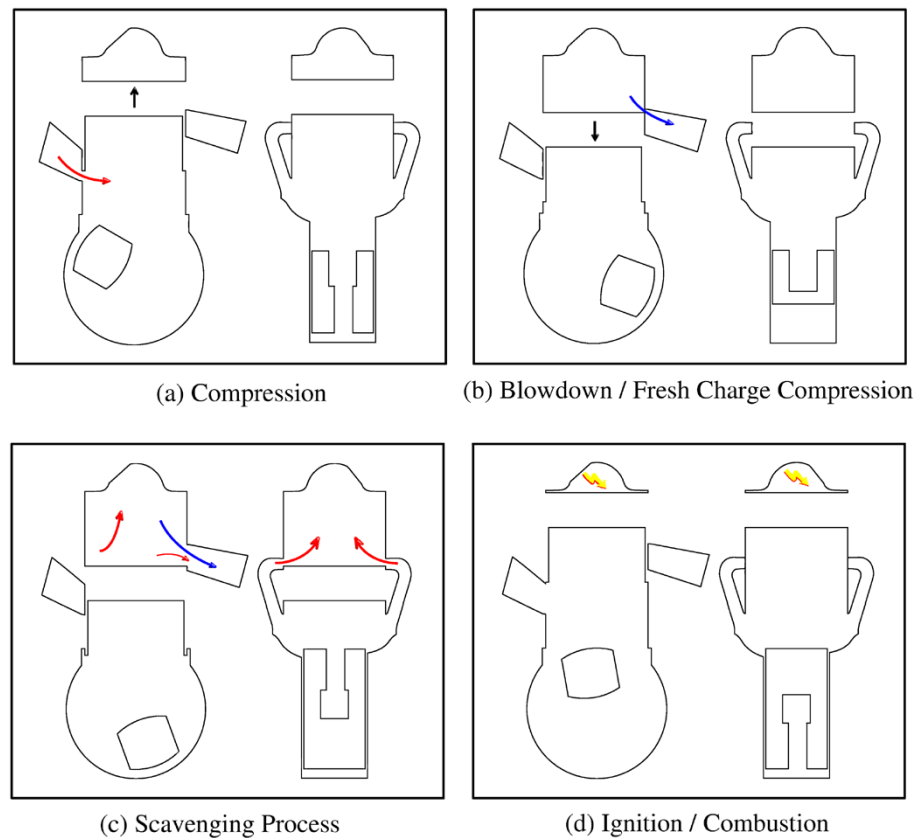 (a) Compression
(b) Blowdown / Fresh Charge Compression
(c) Scavenging Process
(d) Ignition / Combustion